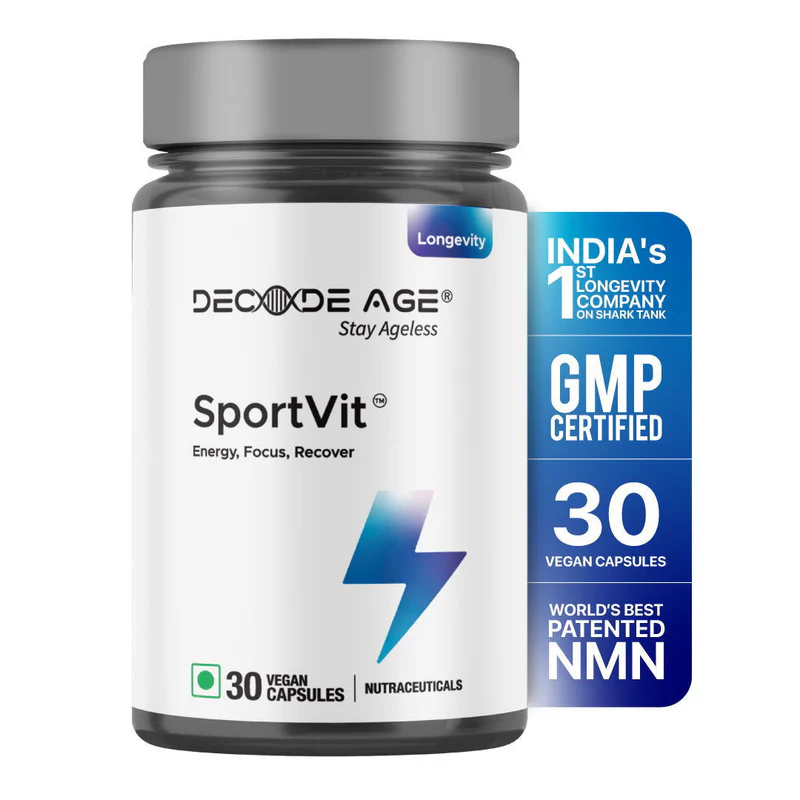 Longevity
DECODE AGE®
Stay Ageless
SportVit™
Energy, Focus, Recover
30 VEGAN CAPSULES | NUTRACEUTICALS
INDIA's
1ST LONGEVITY
COMPANY
ON SHARK TANK
GMP
CERTIFIED
30
VEGAN CAPSULES
WORLD'S BEST
PATENTED
NMN